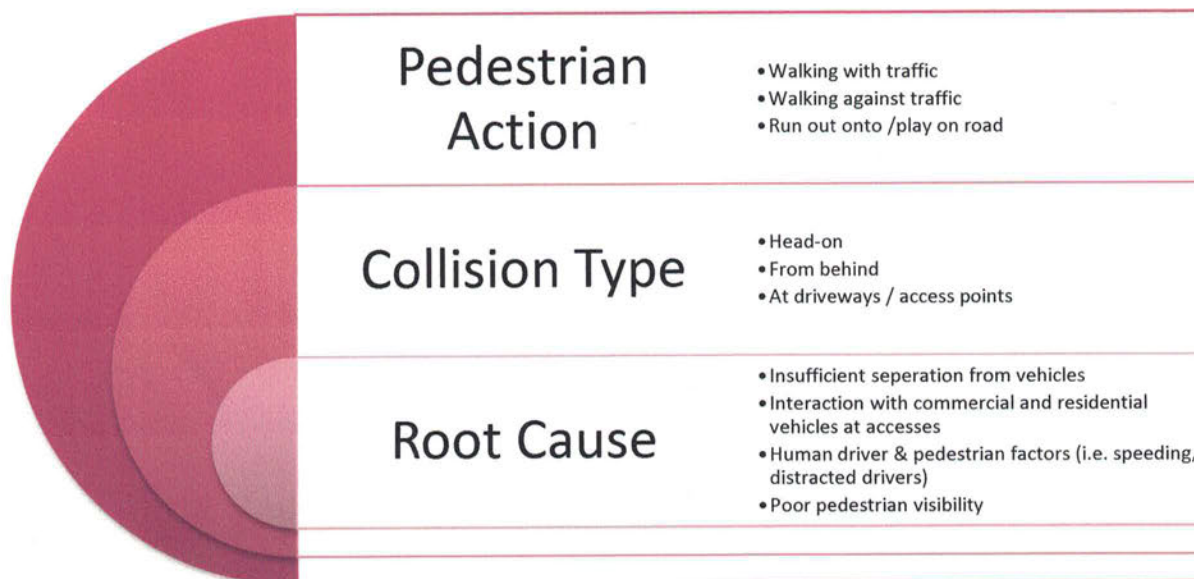 Pedestrian
Action
• Walking with traffic
• Walking against traffic
• Run out onto /play on road
Collision Type
• Head-on
• From behind
• At driveways / access points
Root Cause
• Insufficient seperation from vehicles
• Interaction with commercial and residential
vehicles at accesses
• Human driver & pedestrian factors (i.e. speeding,
distracted drivers)
• Poor pedestrian visibility